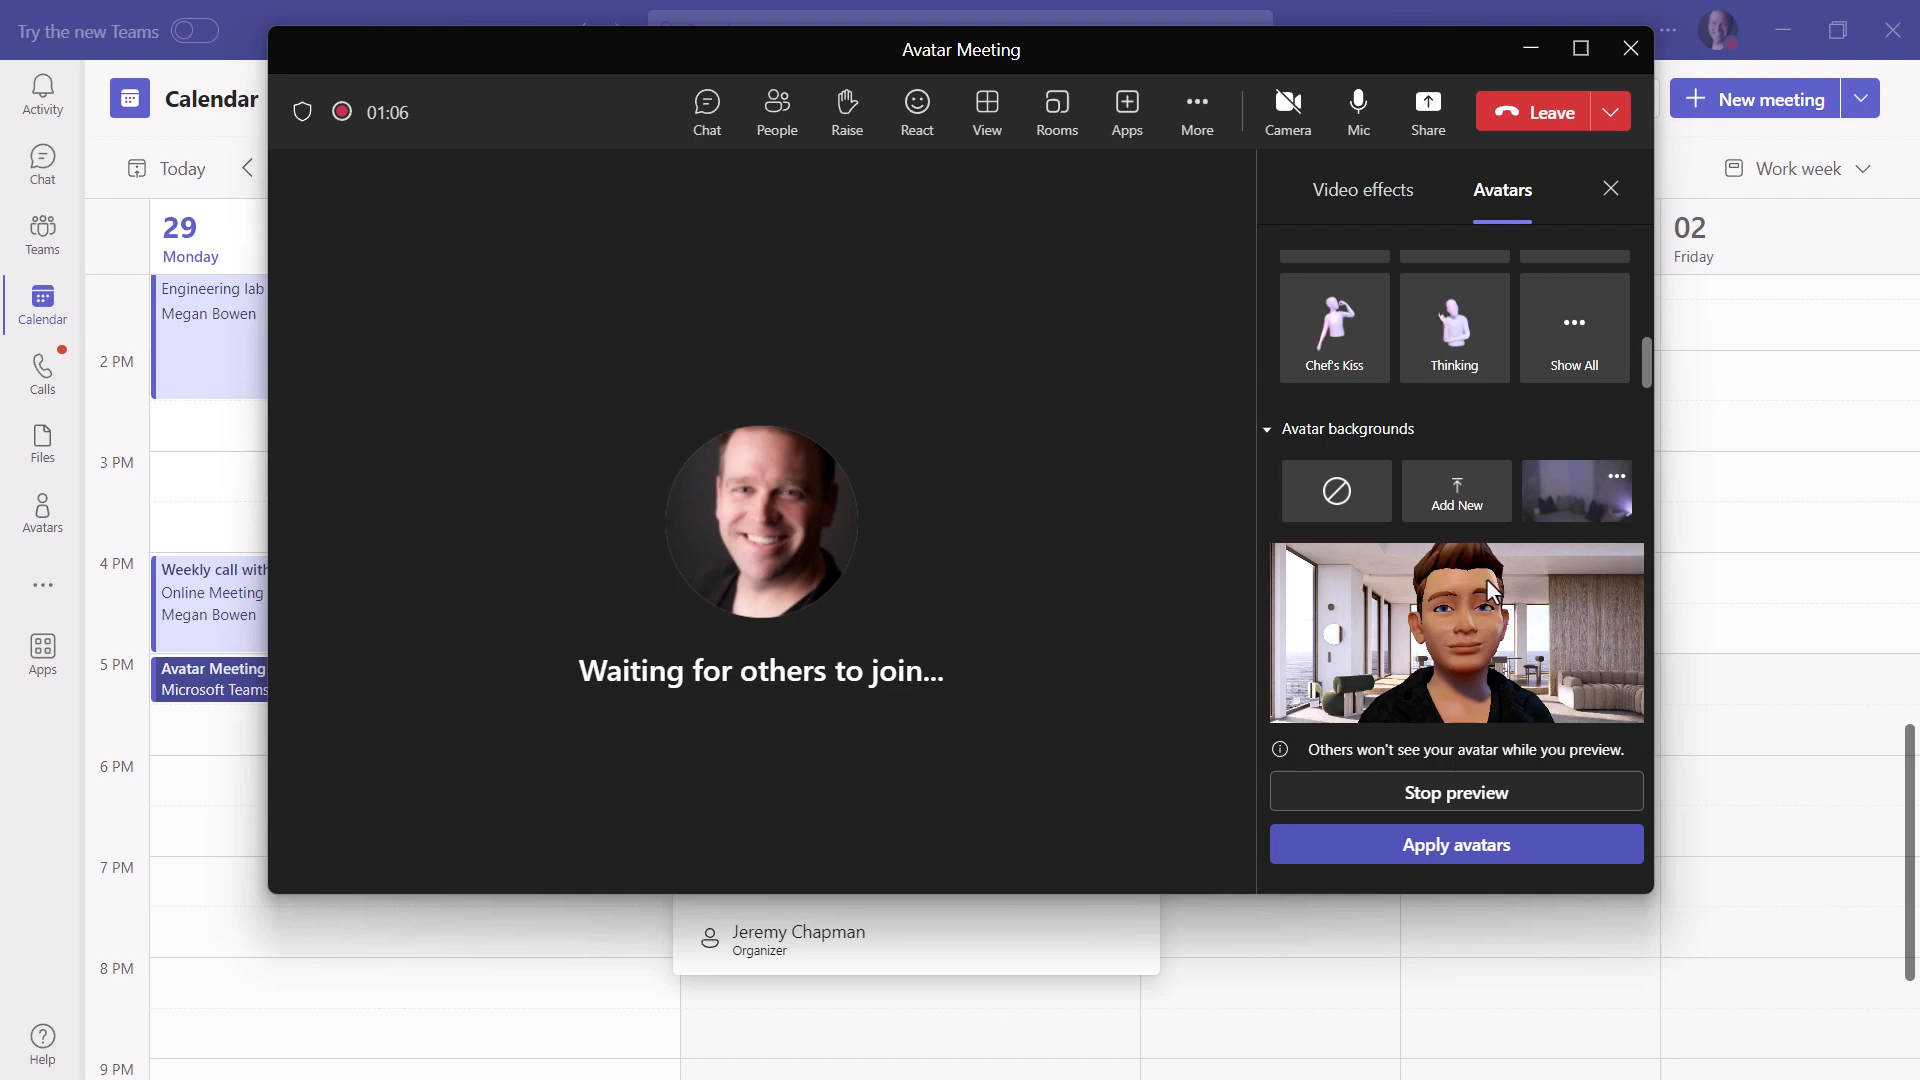 Try the new Teams
Avatar Meeting
Activity
Chat
Teams
Calendar
Calls
Files
Avatars
Apps
Help
Calendar
New meeting
Today
Work week
29
Monday
02
Friday
2 PM
3 PM
4 PM
5 PM
6 PM
7 PM
8 PM
9 PM
Engineering lab
Megan Bowen
Weekly call with
Online Meeting
Megan Bowen
Avatar Meeting
Microsoft Teams
01:06
Chat
People
Raise
React
View
Rooms
Apps
More
Camera
Mic
Share
Leave
Waiting for others to join...
Video effects
Avatars
Chef's Kiss
Thinking
Show All
Avatar backgrounds
Add New
Others won't see your avatar while you preview.
Stop preview
Apply avatars
Jeremy Chapman
Organizer